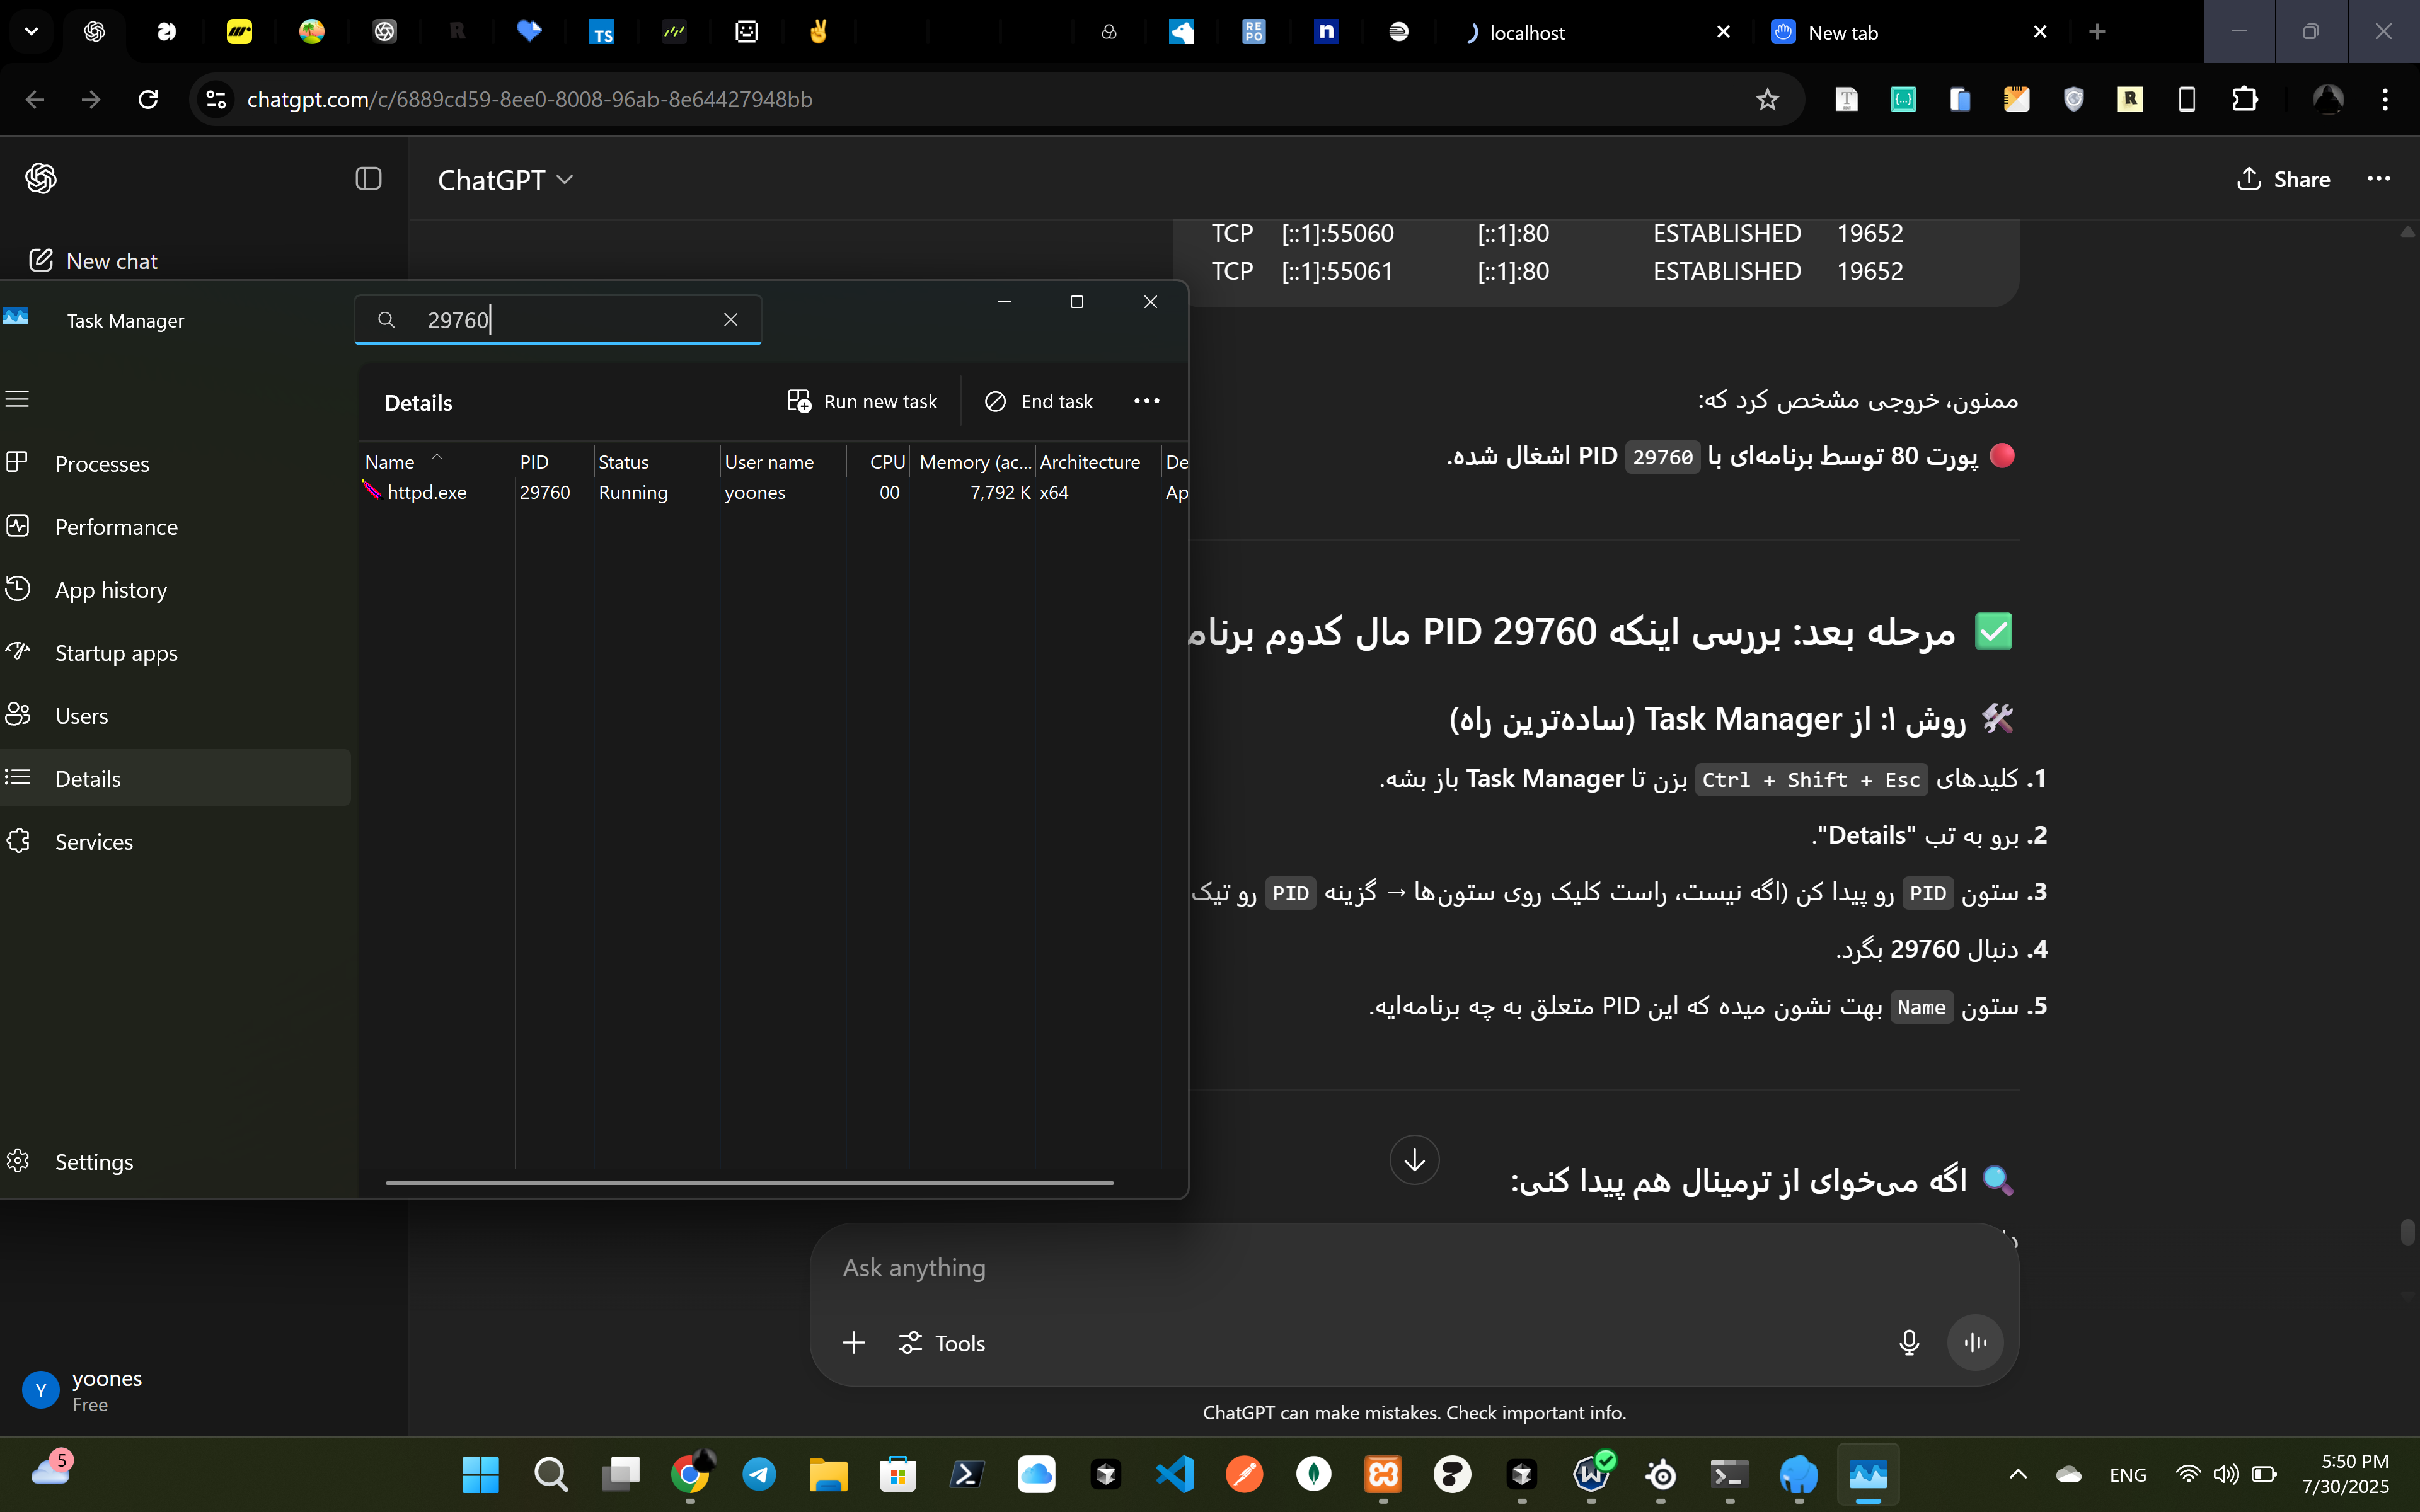 localhost
New tab
chatgpt.com/c/6889cd59-8ee0-8008-96ab-8e64427948bb
ChatGPT
Share
New chat
TCP [::1]:55060 [::1]:80 ESTABLISHED 19652
TCP [::1]:55061 [::1]:80 ESTABLISHED 19652
Task Manager
29760
Details
Run new task
End task
Name PID Status User name CPU Memory (ac... Architecture De
httpd.exe 29760 Running yoones 00 7,792 K x64 Ap
Processes
Performance
App history
Startup apps
Users
Details
Services
Settings
ممنون، خروجی مشخص کرد که:
🔴 پورت 80 توسط برنامه‌ای با PID 29760 اشغال شده.
✅ مرحله بعد: بررسی اینکه PID 29760 مال کدوم برنام
🛠 روش ۱: از Task Manager (ساده‌ترین راه)
1. کلیدهای Ctrl + Shift + Esc بزن تا Task Manager باز بشه.
2. برو به تب "Details".
3. ستون PID رو پیدا کن (اگه نیست، راست کلیک روی ستون‌ها → گزینه PID رو تیک
4. دنبال 29760 بگرد.
5. ستون Name بهت نشون میده که این PID متعلق به چه برنامه‌ایه.
🔍 اگه می‌خوای از ترمینال هم پیدا کنی:
Ask anything
Tools
ChatGPT can make mistakes. Check important info.
Y
yoones
Free
5
ENG
5:50 PM
7/30/2025
TS
RE
PO
n
R